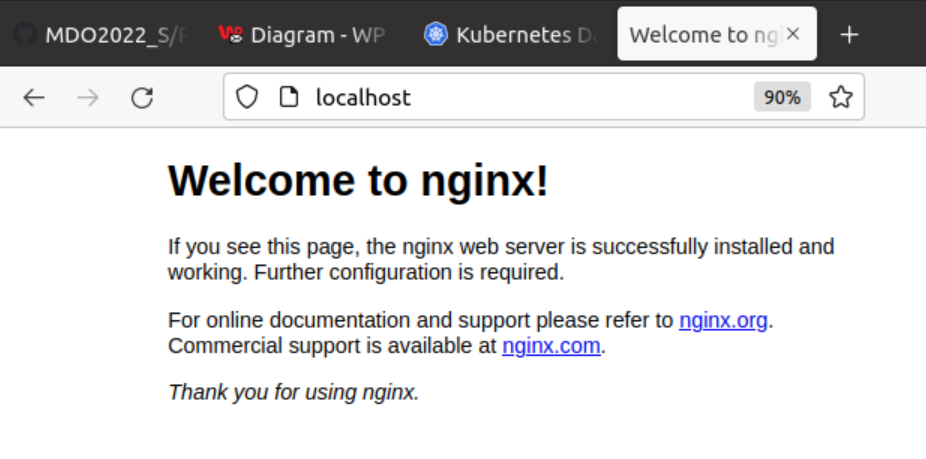 MDO2022_S/
Diagram - WP
Kubernetes Da
Welcome to ngi
localhost
90%
Welcome to nginx!
If you see this page, the nginx web server is successfully installed and
working. Further configuration is required.
For online documentation and support please refer to nginx.org.
Commercial support is available at nginx.com.
Thank you for using nginx.